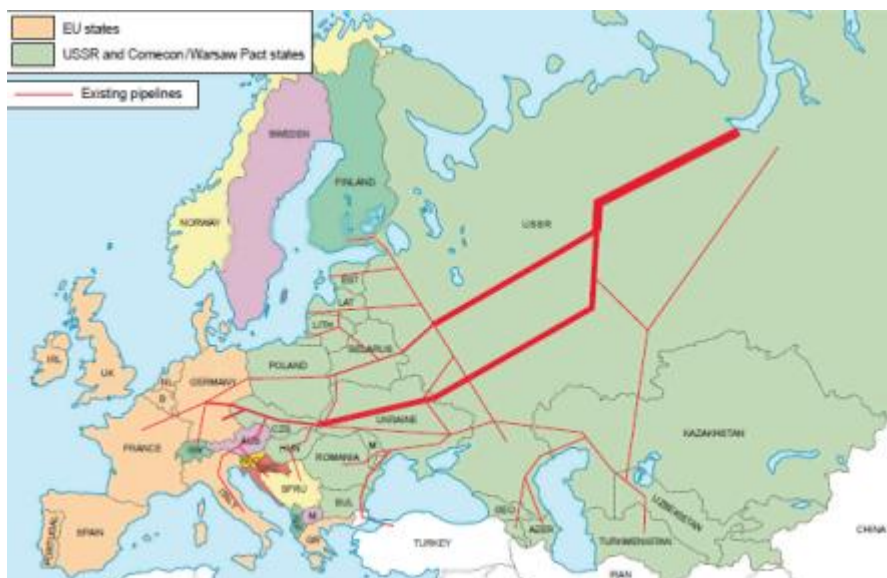 EU states
USSR and Comecon/Warsaw Pact states
Existing pipelines
SWEDEN
FINLAND
NORWAY
USSR
EST
LAT
LITH
IRL
UK
NL
B
GERMANY
POLAND
BELARUS
FRANCE
AUS
CZE
HUN
UKRAINE
ROMANIA
M
KAZAKHSTAN
ITALY
SFRJ
BUL
GEO
AZER
UZBEKISTAN
TURKMENISTAN
PORTUGAL
SPAIN
M
GR
TURKEY
IRAN
CHINA